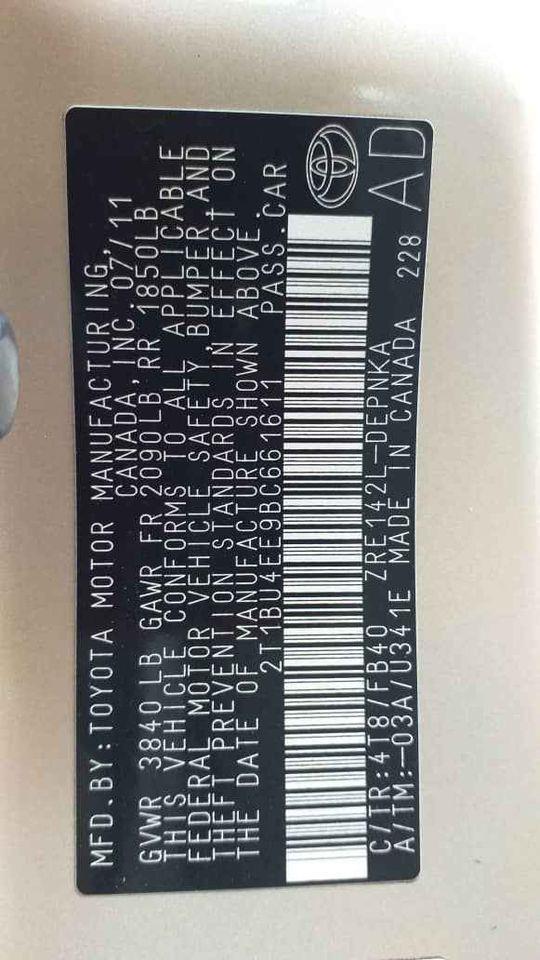 MFD.BY:TOYOTA MOTOR MANUFACTURING,
CANADA, INC. 07/11
GVWR 3840LB GAWR FR 2090LB RR 1850LB
THIS VEHICLE CONFORMS TO ALL APPLICABLE
FEDERAL MOTOR VEHICLE SAFETY, BUMPER,AND
THEFT PREVENTION STANDARDS IN EFFECT ON
THE DATE OF MANUFACTURE SHOWN ABOVE.
2T1BU4EE9BC661611 PASS.CAR
C/TR:4T8/FB40 ZRE142L-DEPNKA
A/TM:-03A/U341E MADE IN CANADA 228
AD